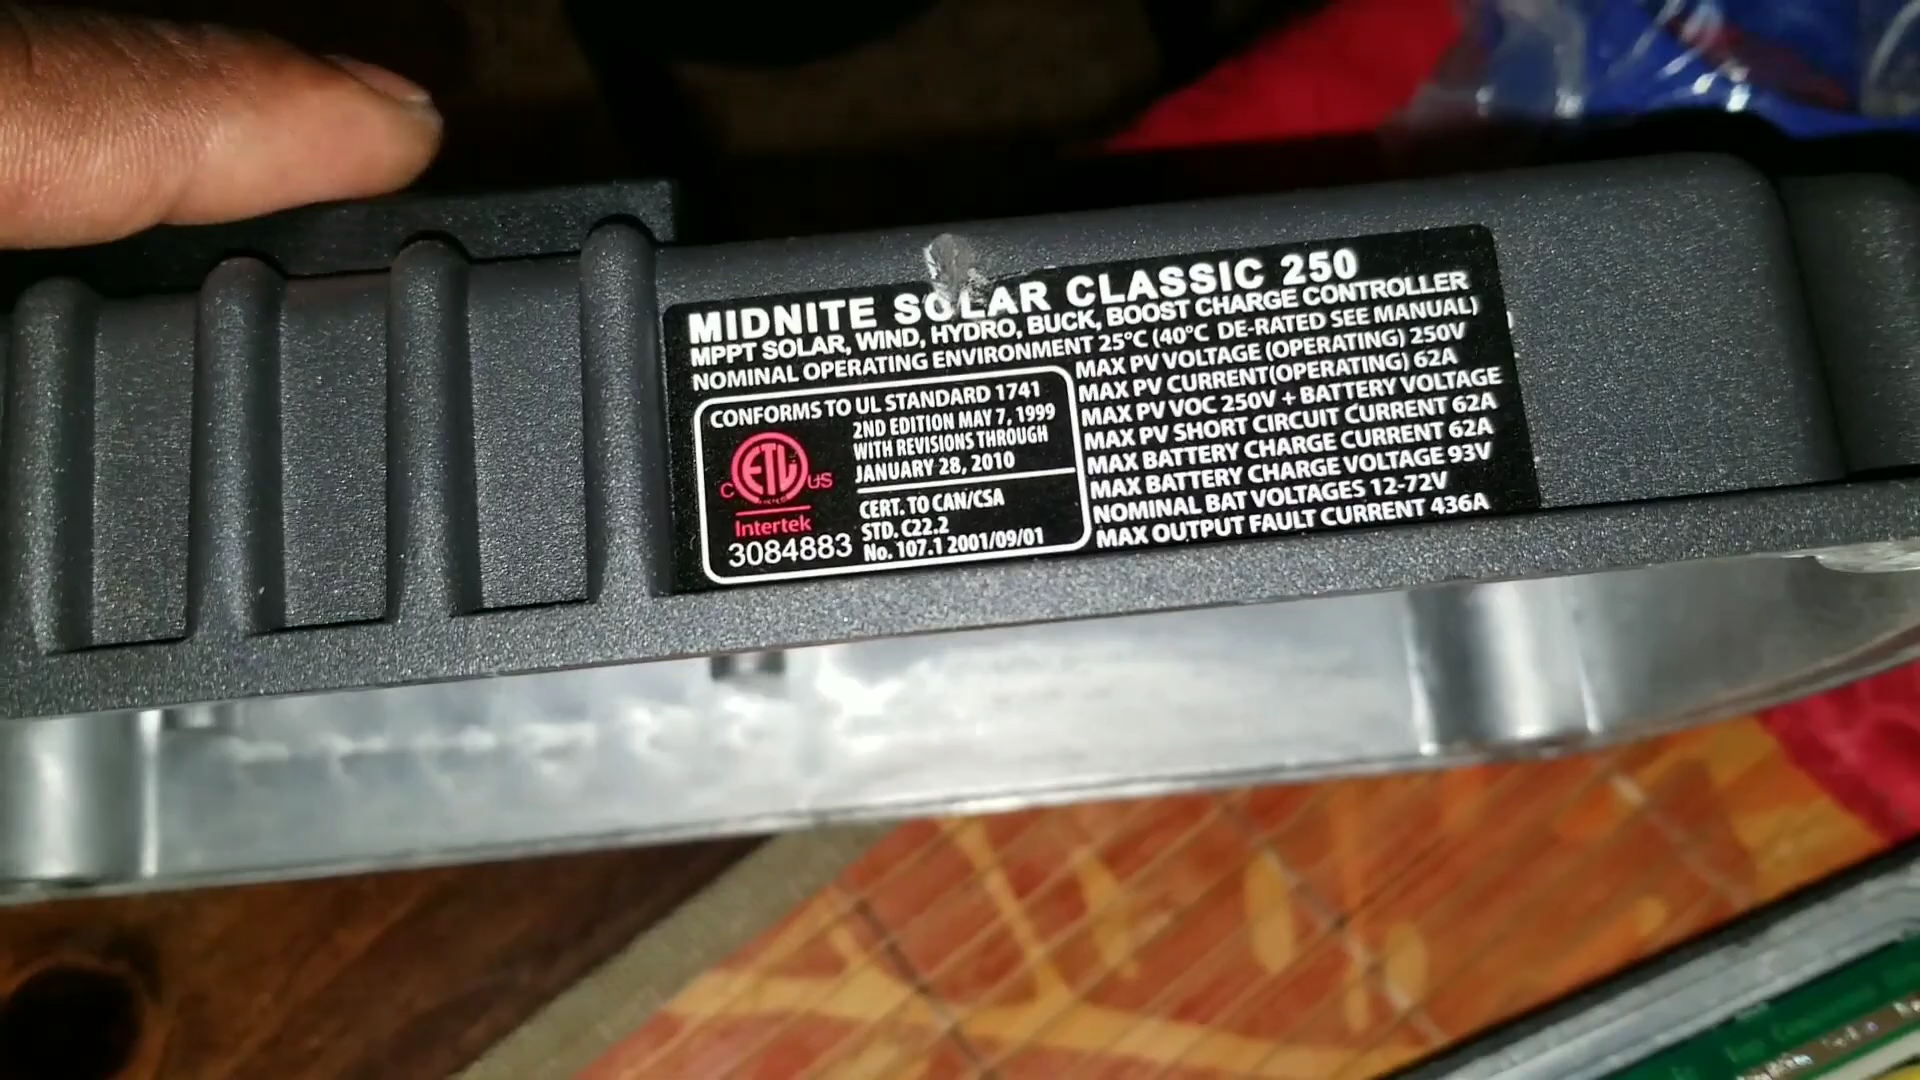 MIDNITE SOLAR CLASSIC 250
MPPT SOLAR, WIND, HYDRO, BUCK, BOOST CHARGE CONTROLLER
NOMINAL OPERATING ENVIRONMENT 25°C (40°C DE-RATED SEE MANUAL)
CONFORMS TO UL STANDARD 1741
2ND EDITION MAY 7, 1999
WITH REVISIONS THROUGH
JANUARY 28, 2010
ETL
C US
Intertek
3084883
CERT. TO CAN/CSA
STD. C22.2
No. 107.1 2001/09/01
MAX PV VOLTAGE (OPERATING) 250V
MAX PV CURRENT(OPERATING) 62A
MAX PV VOC 250V + BATTERY VOLTAGE
MAX PV SHORT CIRCUIT CURRENT 62A
MAX BATTERY CHARGE CURRENT 62A
MAX BATTERY CHARGE VOLTAGE 93V
NOMINAL BAT VOLTAGES 12-72V
MAX OUTPUT FAULT CURRENT 436A